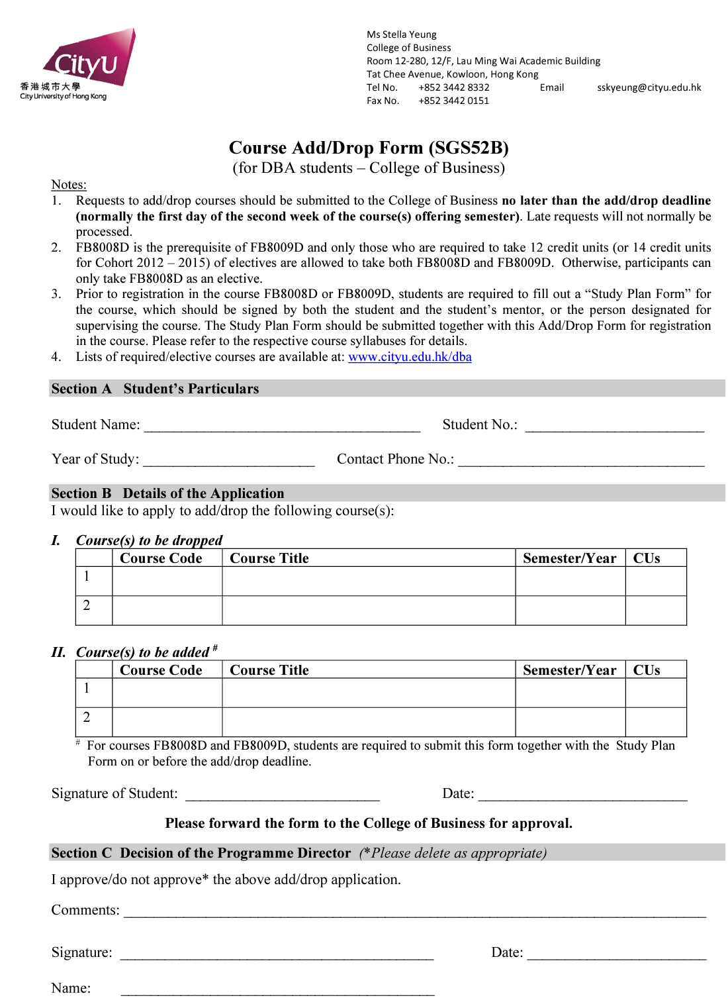 CityU
香港城市大學
City University of Hong Kong
Ms Stella Yeung
College of Business
Room 12-280, 12/F, Lau Ming Wai Academic Building
Tat Chee Avenue, Kowloon, Hong Kong
Tel No. +852 3442 8332 Email sskyeung@cityu.edu.hk
Fax No. +852 3442 0151
Course Add/Drop Form (SGS52B)
(for DBA students – College of Business)
Notes:
1. Requests to add/drop courses should be submitted to the College of Business no later than the add/drop deadline
(normally the first day of the second week of the course(s) offering semester). Late requests will not normally be
processed.
2. FB8008D is the prerequisite of FB8009D and only those who are required to take 12 credit units (or 14 credit units
for Cohort 2012 – 2015) of electives are allowed to take both FB8008D and FB8009D. Otherwise, participants can
only take FB8008D as an elective.
3. Prior to registration in the course FB8008D or FB8009D, students are required to fill out a “Study Plan Form” for
the course, which should be signed by both the student and the student’s mentor, or the person designated for
supervising the course. The Study Plan Form should be submitted together with this Add/Drop Form for registration
in the course. Please refer to the respective course syllabuses for details.
4. Lists of required/elective courses are available at: www.cityu.edu.hk/dba
Section A Student’s Particulars
Student Name: ______________________ Student No.: ______________________
Year of Study: ______________________ Contact Phone No.: ______________________
Section B Details of the Application
I would like to apply to add/drop the following course(s):
I. Course(s) to be dropped
Course Code Course Title Semester/Year CUs
1
2
II. Course(s) to be added #
Course Code Course Title Semester/Year CUs
1
2
# For courses FB8008D and FB8009D, students are required to submit this form together with the Study Plan
Form on or before the add/drop deadline.
Signature of Student: ______________________ Date: ______________________
Please forward the form to the College of Business for approval.
Section C Decision of the Programme Director (*Please delete as appropriate)
I approve/do not approve* the above add/drop application.
Comments: ______________________
Signature: ______________________ Date: ______________________
Name: ______________________